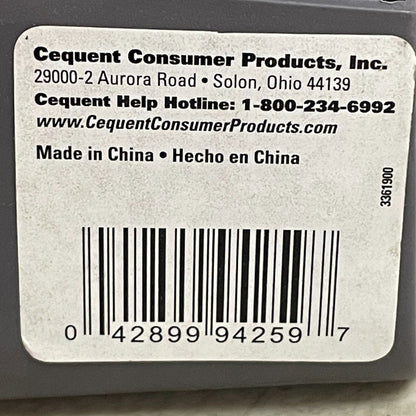 Cequent Consumer Products, Inc.
29000-2 Aurora Road • Solon, Ohio 44139
Cequent Help Hotline: 1-800-234-6992
www.CequentConsumerProducts.com
Made in China • Hecho en China
3361900
0 42899 94259 7